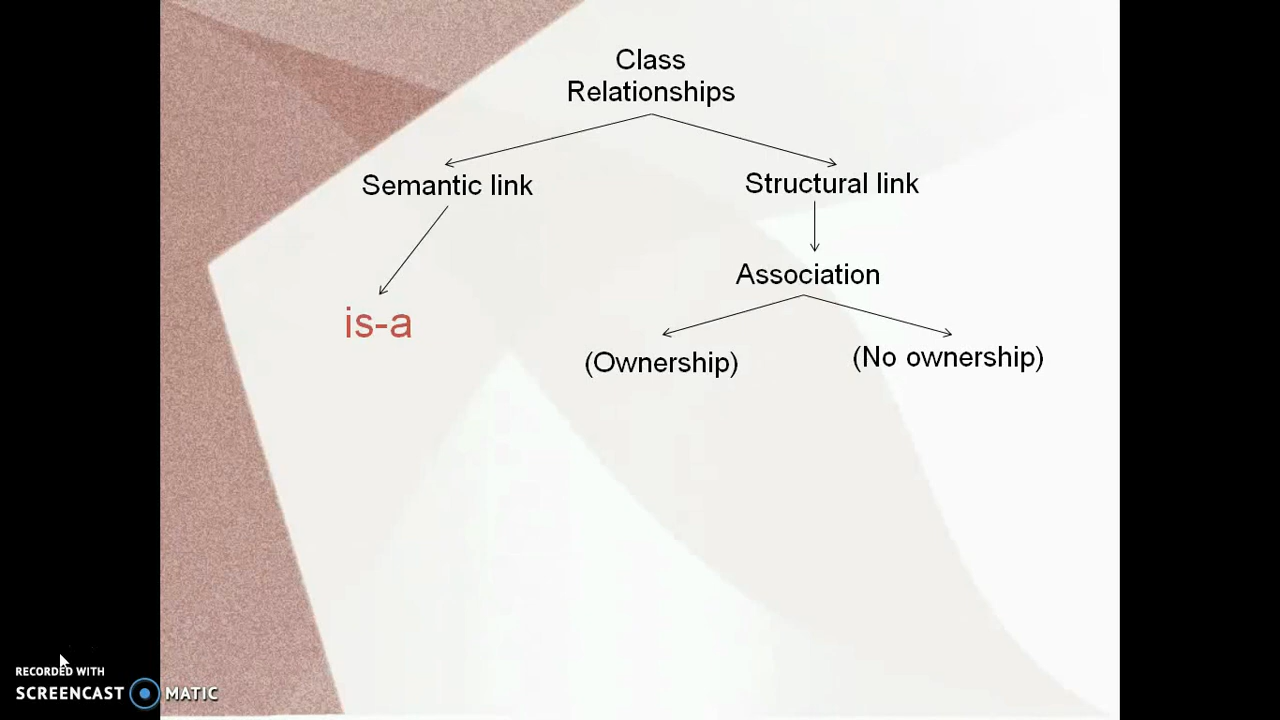 Class
Relationships
Semantic link
Structural link
Association
is-a
(Ownership)
(No ownership)
RECORDED WITH
SCREENCAST MATIC